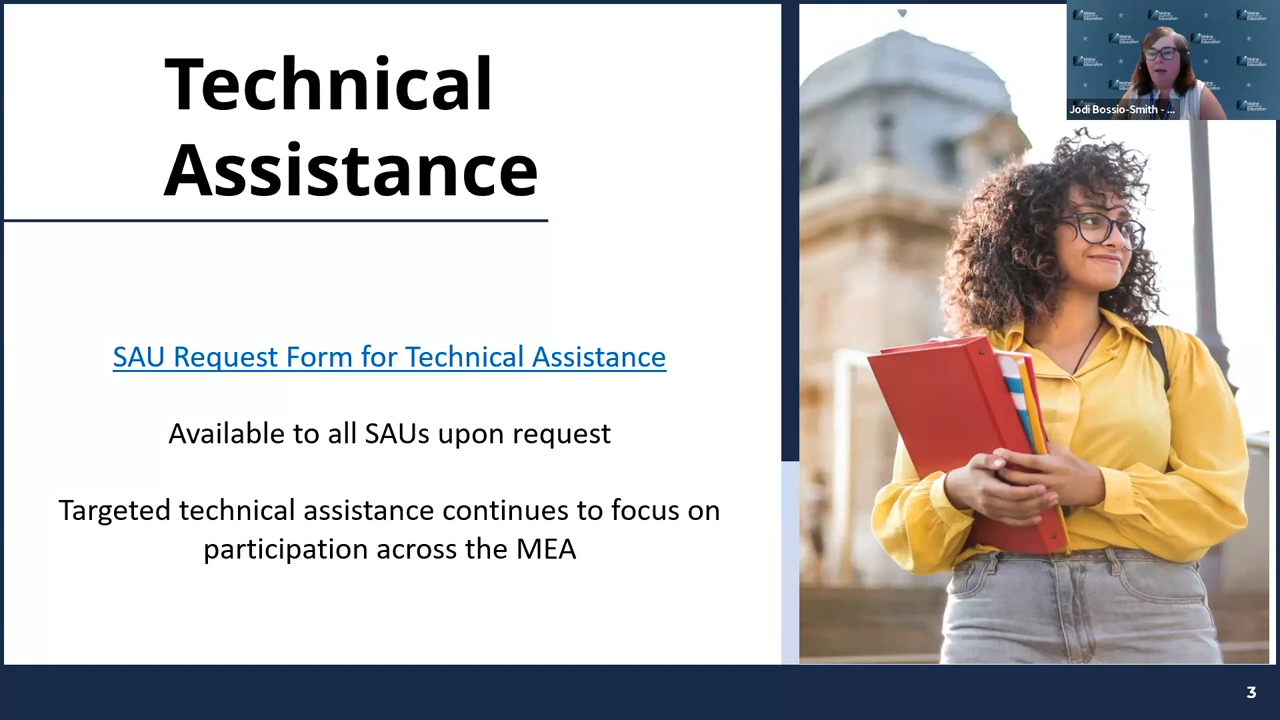 Technical
Assistance
SAU Request Form for Technical Assistance
Available to all SAUs upon request
Targeted technical assistance continues to focus on
participation across the MEA
Jodi Bossio-Smith - ...
3